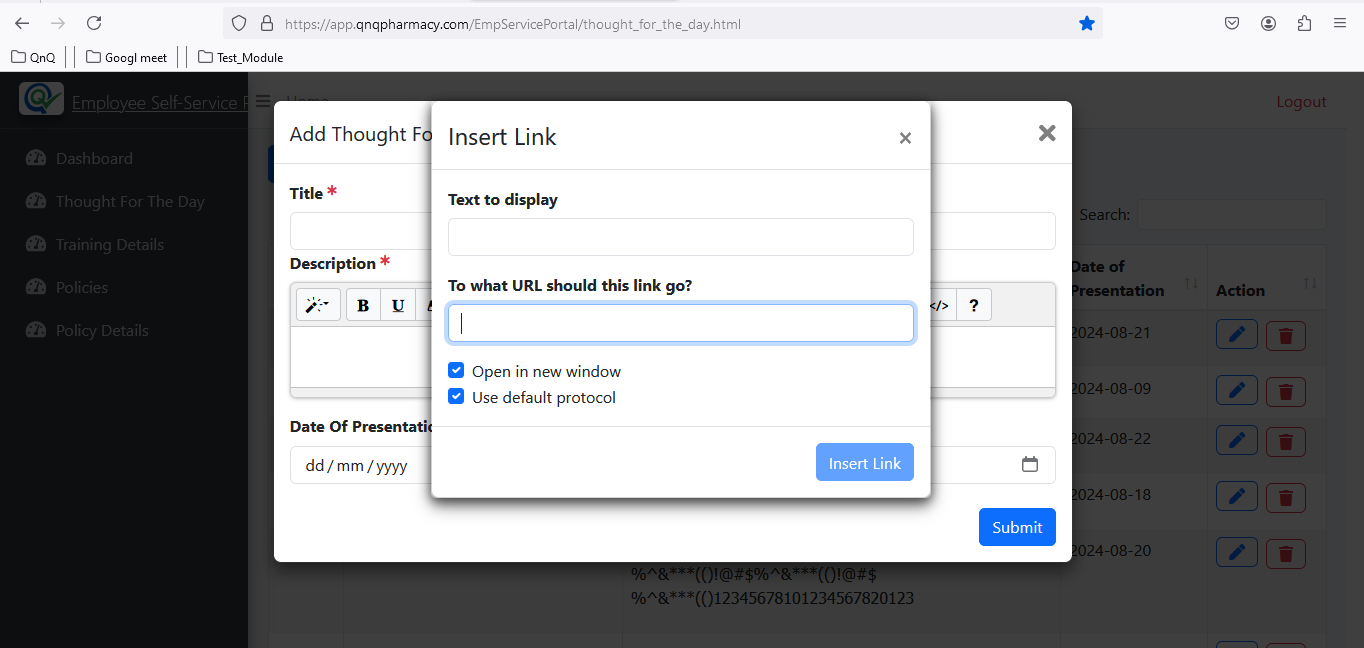 https://app.qnqpharmacy.com/EmpServicePortal/thought_for_the_day.html
QnQ
Googl meet
Test_Module
Employee Self-Service
Home
Logout
Dashboard
Thought For The Day
Training Details
Policies
Policy Details
Add Thought Fo
Title *
Description *
B U
</> ?
Date Of Presentatio
dd / mm / yyyy
Submit
Insert Link
×
Text to display
To what URL should this link go?
Open in new window
Use default protocol
Insert Link
Search:
Date of
Presentation
Action
2024-08-21
2024-08-09
2024-08-22
2024-08-18
2024-08-20
%^&***(()!@#$%^&***(()!@#$
%^&***(()12345678101234567820123